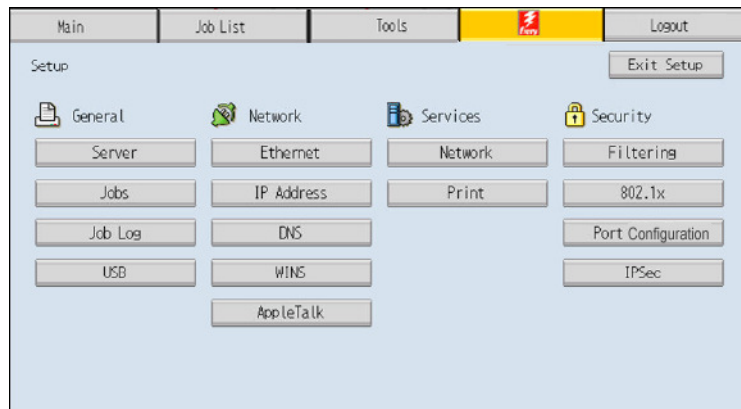 Main Job List Tools Fiery Logout
Setup Exit Setup
General Network Services Security
Server Ethernet Network Filtering
Jobs IP Address Print 802.1x
Job Log DNS Port Configuration
USB WINS IPSec
AppleTalk